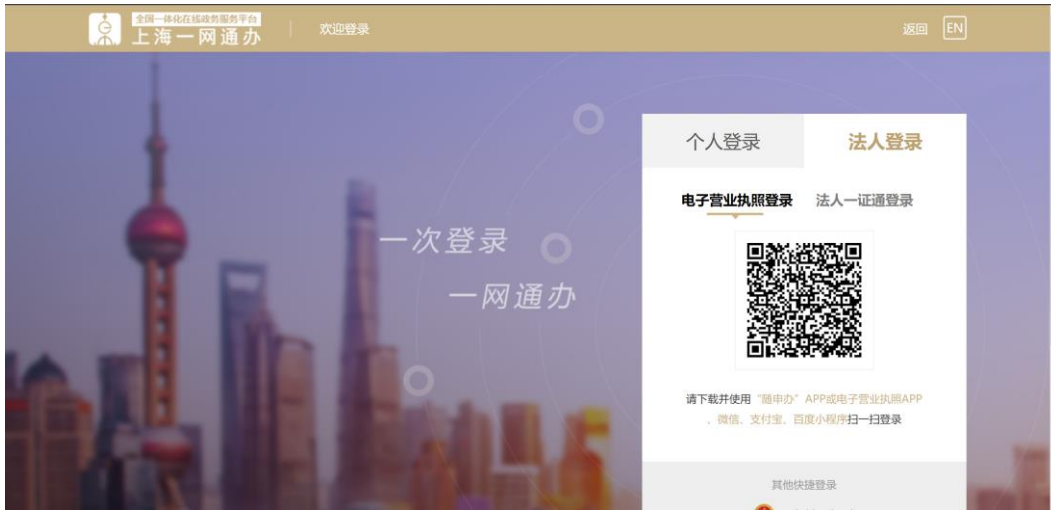 全国一体化在线政务服务平台
上海一网通办
欢迎登录
返回 EN
一次登录
一网通办
个人登录 法人登录
电子营业执照登录 法人一证通登录
请下载并使用“随申办”APP或电子营业执照APP
、微信、支付宝、百度小程序扫一扫登录
其他快捷登录